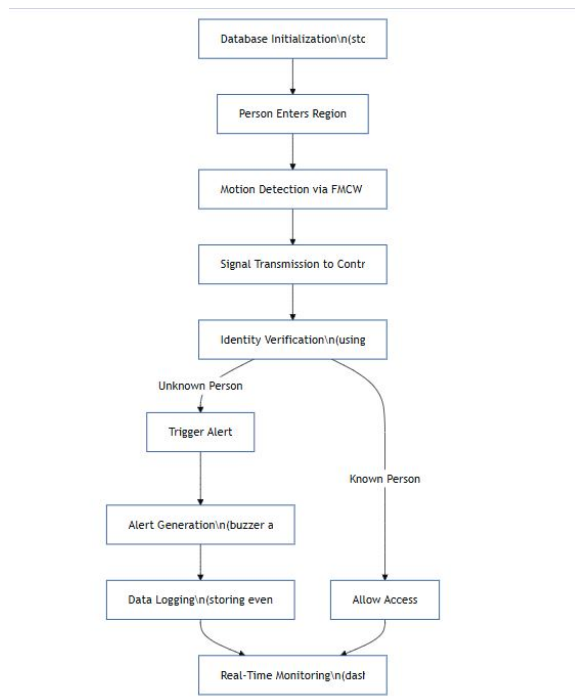 Database Initialization\n(stc
Person Enters Region
Motion Detection via FMCW
Signal Transmission to Contr
Identity Verification\n(using
Unknown Person
Trigger Alert
Known Person
Alert Generation\n(buzzer a
Data Logging\n(storing even
Allow Access
Real-Time Monitoring\n(dasl